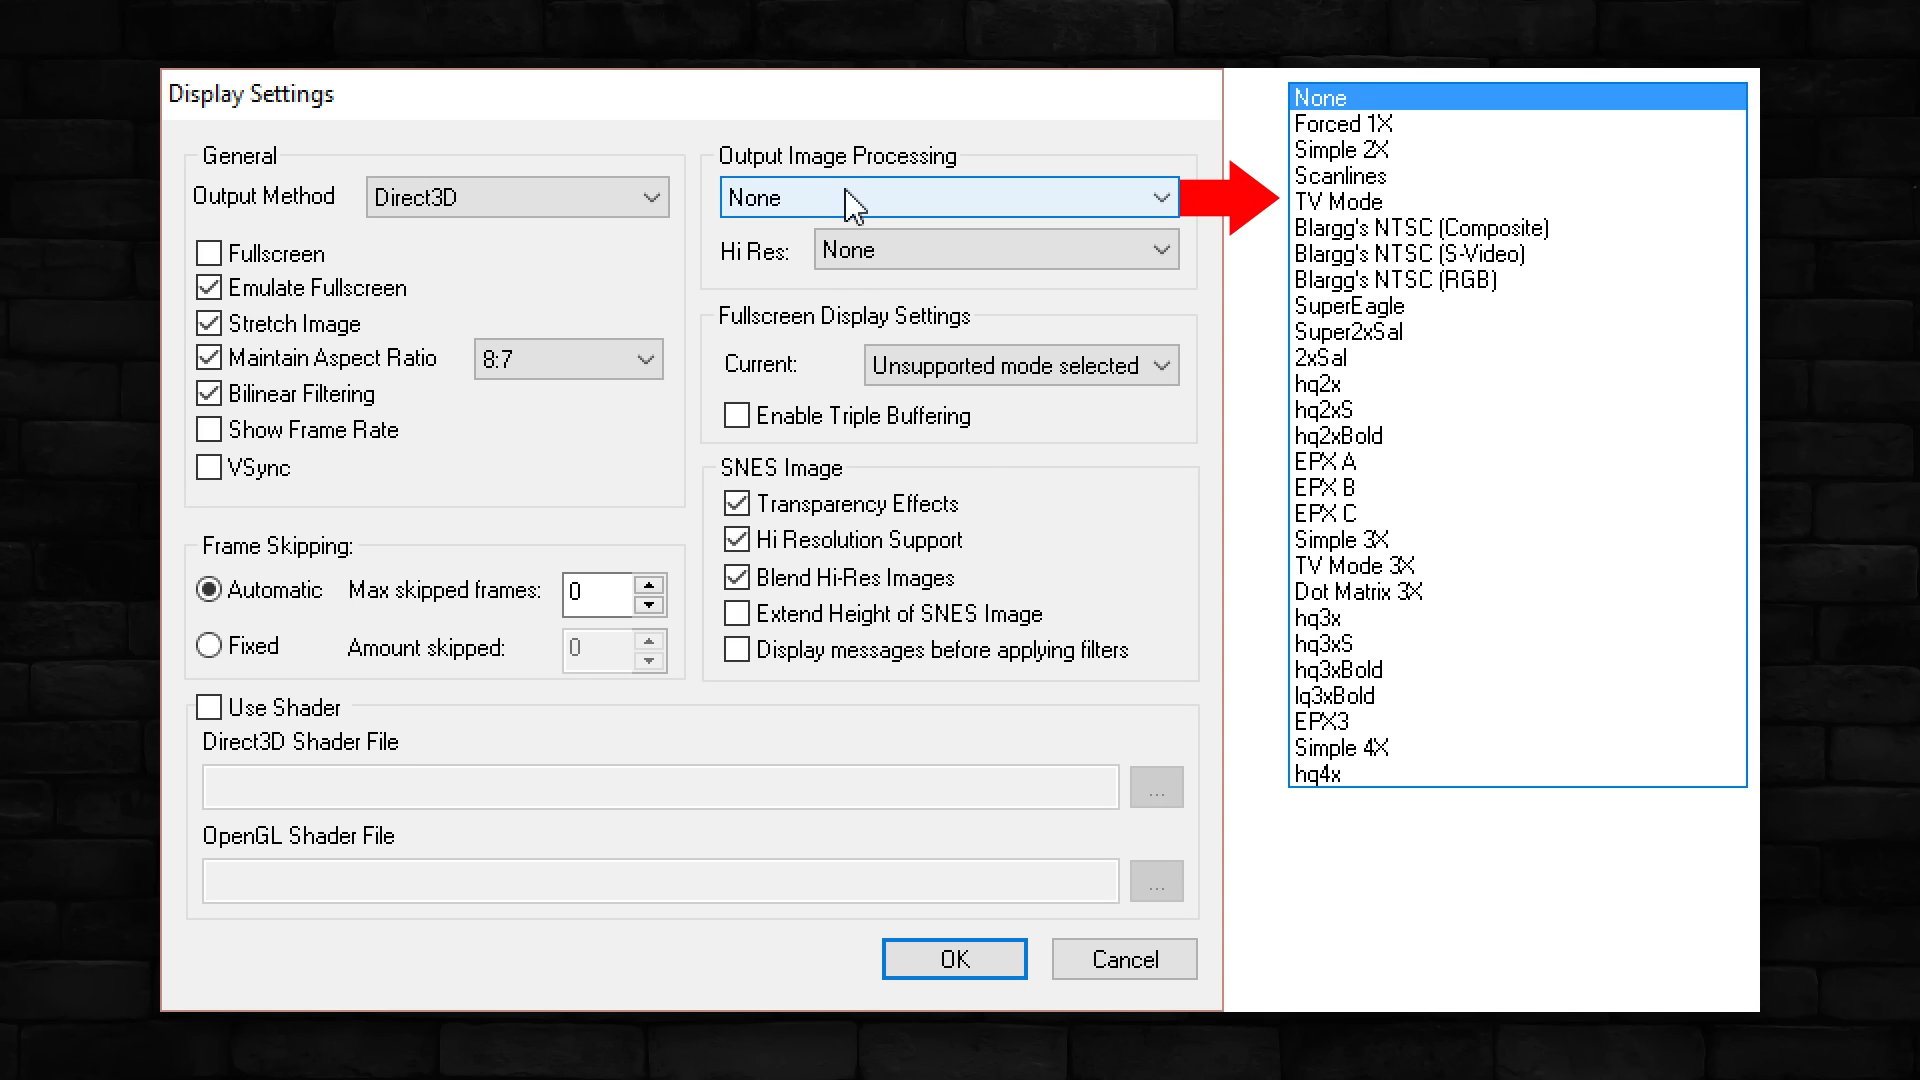 Display Settings
General
Output Method Direct3D
Fullscreen
Emulate Fullscreen
Stretch Image
Maintain Aspect Ratio 8:7
Bilinear Filtering
Show Frame Rate
VSync
Frame Skipping:
Automatic Max skipped frames: 0
Fixed Amount skipped: 0
Output Image Processing
None
Hi Res: None
Fullscreen Display Settings
Current: Unsupported mode selected
Enable Triple Buffering
SNES Image
Transparency Effects
Hi Resolution Support
Blend Hi-Res Images
Extend Height of SNES Image
Display messages before applying filters
Use Shader
Direct3D Shader File
...
OpenGL Shader File
...
OK Cancel
None
Forced 1X
Simple 2X
Scanlines
TV Mode
Blargg's NTSC (Composite)
Blargg's NTSC (S-Video)
Blargg's NTSC (RGB)
SuperEagle
Super2xSaI
2xSaI
hq2x
hq2xS
hq2xBold
EPX A
EPX B
EPX C
Simple 3X
TV Mode 3X
Dot Matrix 3X
hq3x
hq3xS
hq3xBold
lq3xBold
EPX3
Simple 4X
hq4x